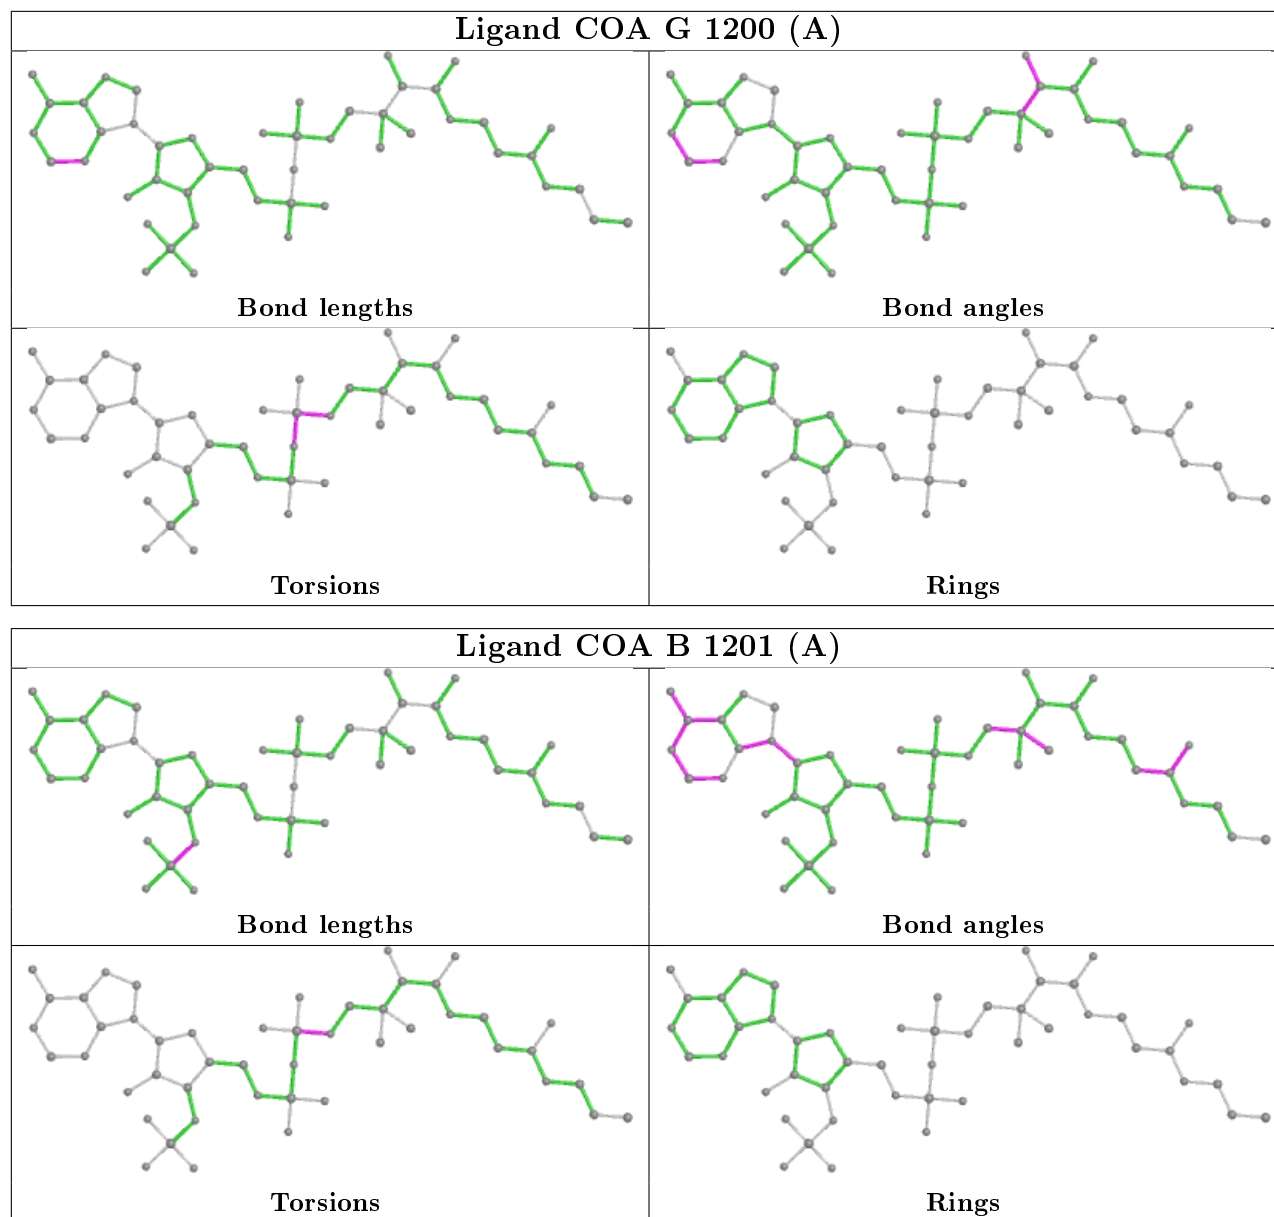 Ligand COA G 1200 (A)
Bond lengths
Bond angles
Torsions
Rings
Ligand COA B 1201 (A)
Bond lengths
Bond angles
Torsions
Rings